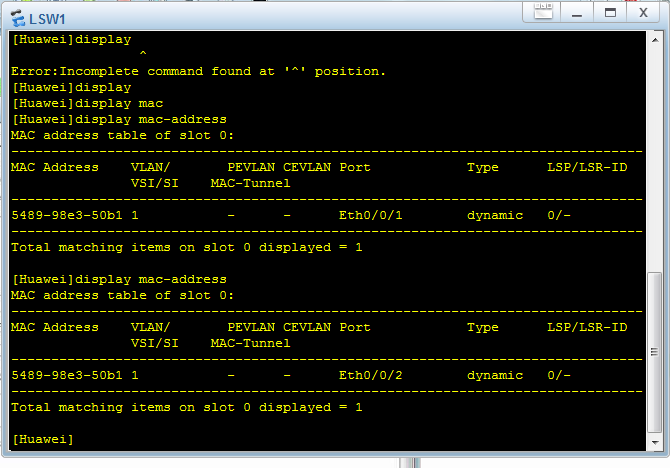 LSW1
[Huawei]display
^
Error:Incomplete command found at '^' position.
[Huawei]display
[Huawei]display mac
[Huawei]display mac-address
MAC address table of slot 0:
-------------------------------------------------------------------------------
MAC Address    VLAN/       PEVLAN CEVLAN Port            Type      LSP/LSR-ID
               VSI/SI    MAC-Tunnel
-------------------------------------------------------------------------------
5489-98e3-50b1 1           -      -      Eth0/0/1        dynamic   0/-
-------------------------------------------------------------------------------
Total matching items on slot 0 displayed = 1
[Huawei]display mac-address
MAC address table of slot 0:
-------------------------------------------------------------------------------
MAC Address    VLAN/       PEVLAN CEVLAN Port            Type      LSP/LSR-ID
               VSI/SI    MAC-Tunnel
-------------------------------------------------------------------------------
5489-98e3-50b1 1           -      -      Eth0/0/2        dynamic   0/-
-------------------------------------------------------------------------------
Total matching items on slot 0 displayed = 1
[Huawei]